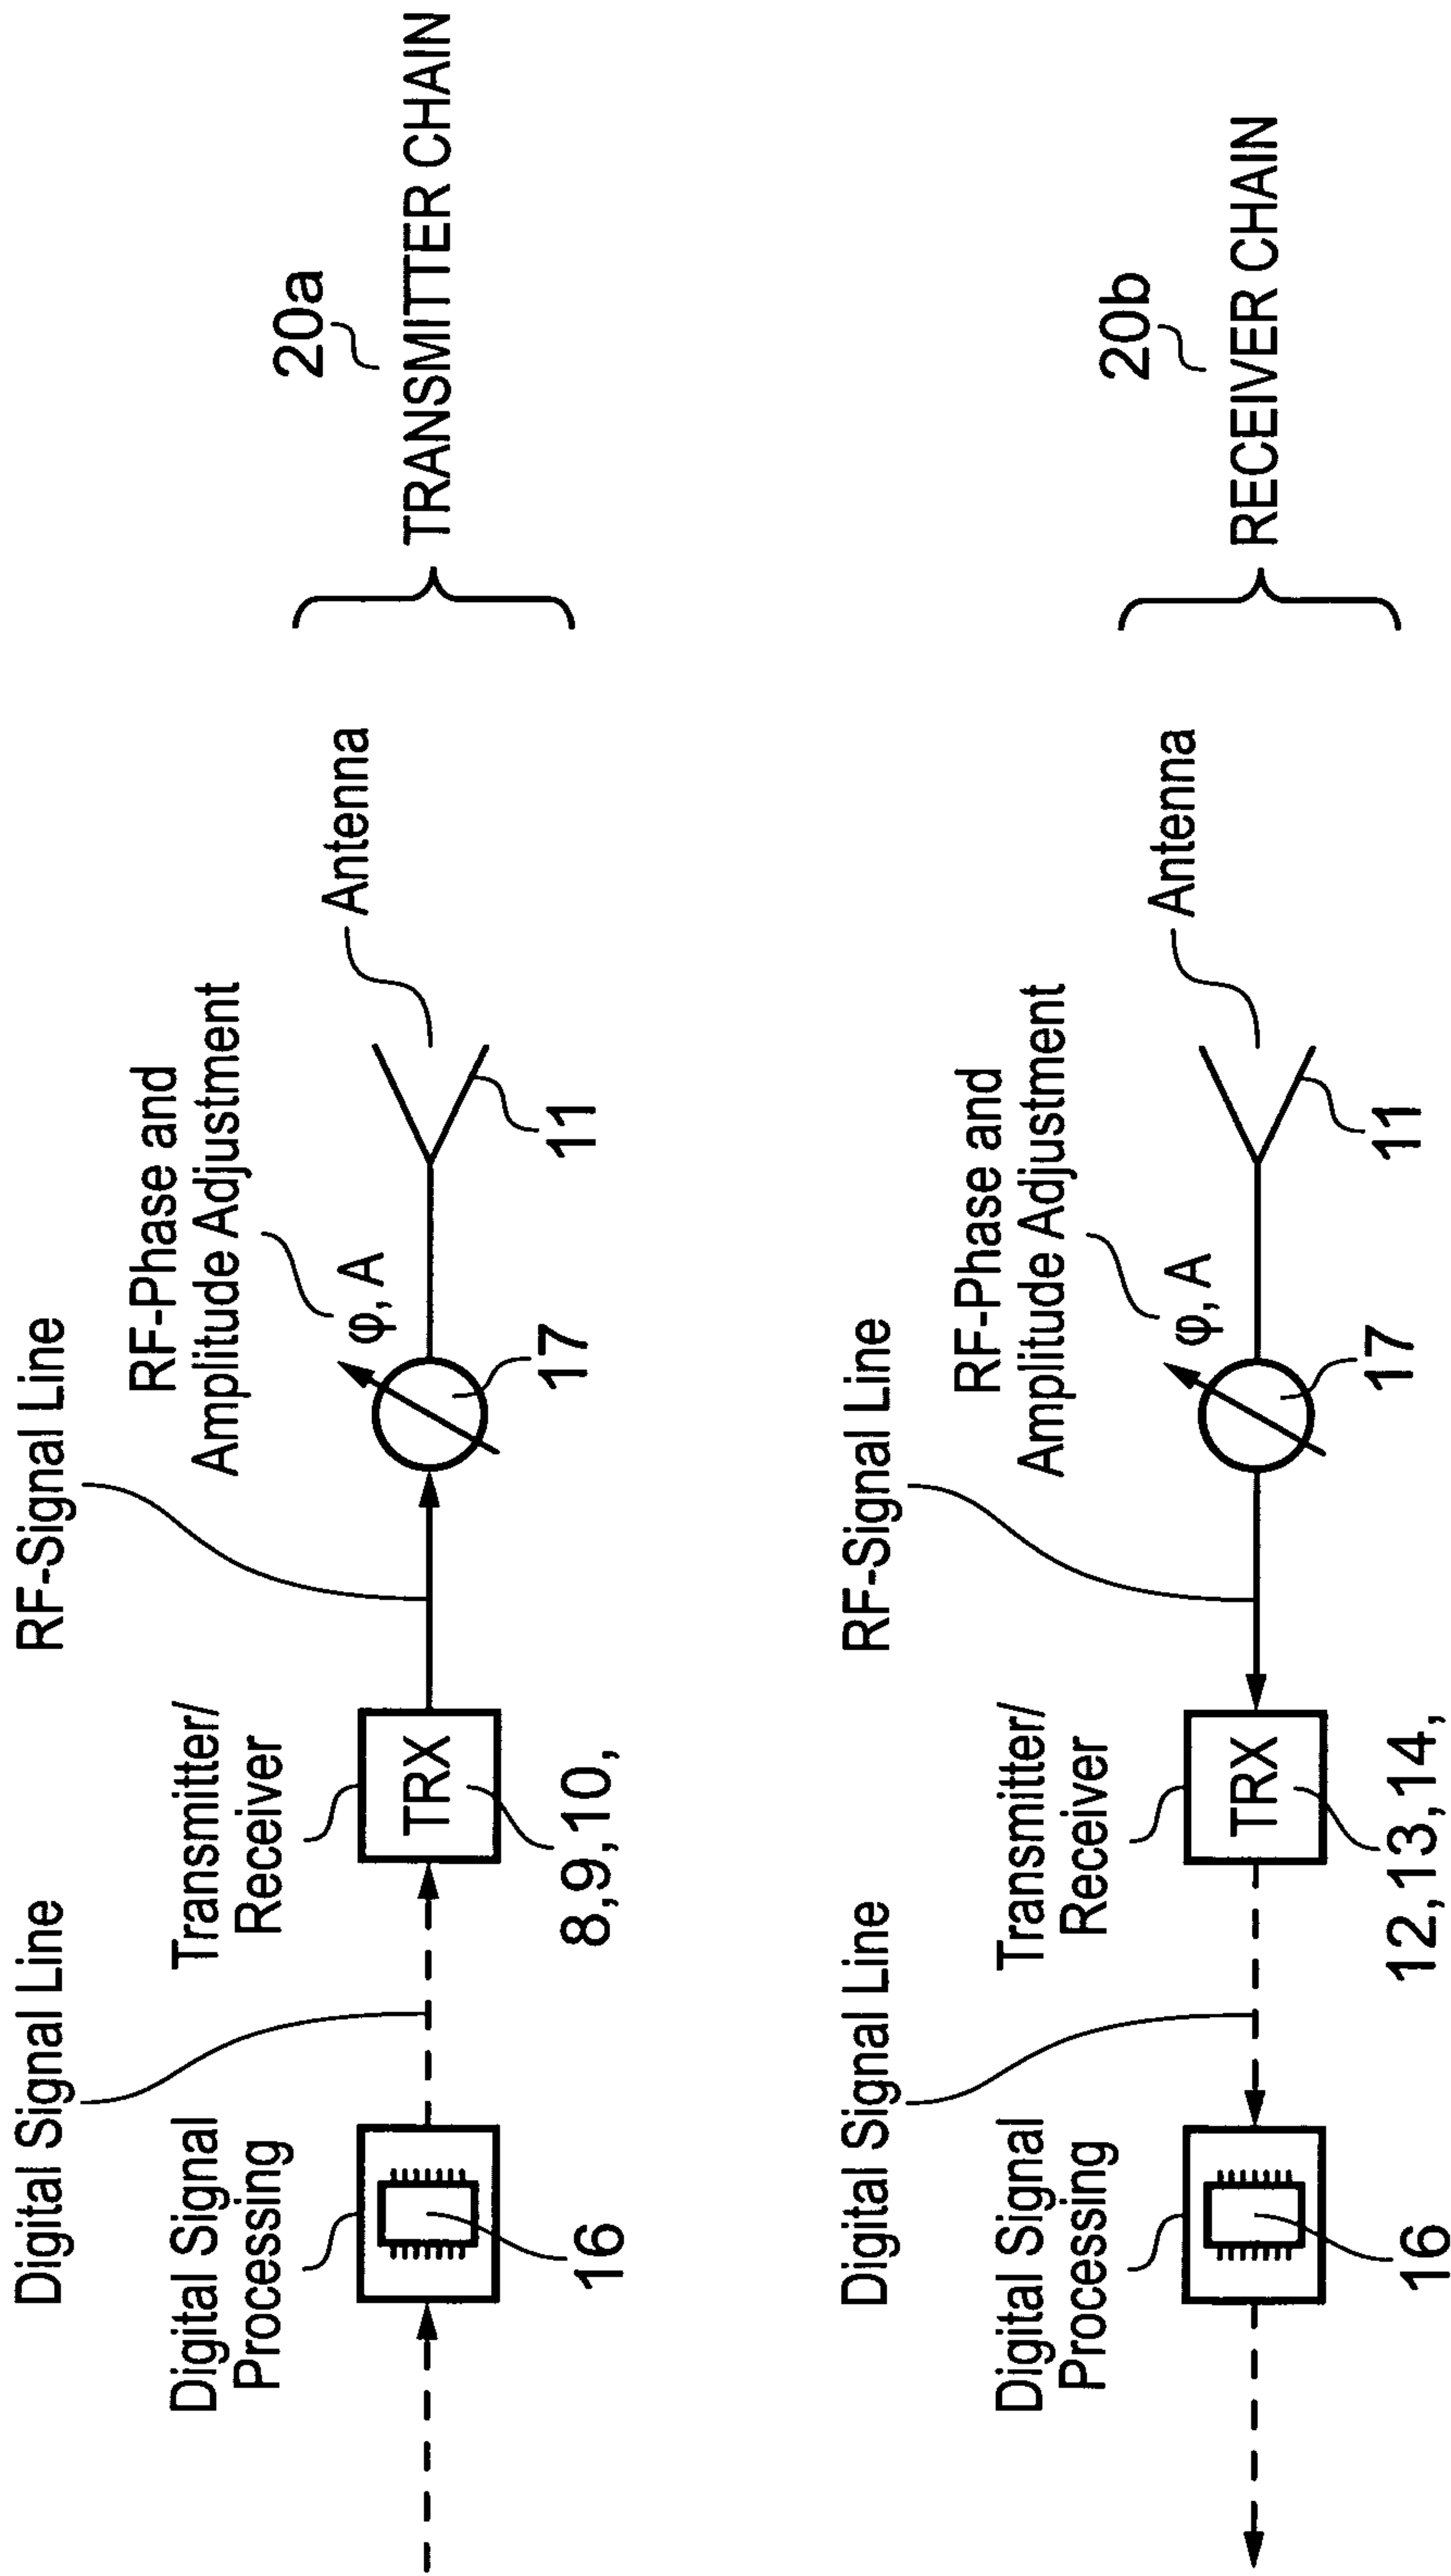 Digital Signal Line
RF-Signal Line
Digital Signal
Processing
Transmitter/
Receiver
RF-Phase and
Amplitude Adjustment
φ, A
Antenna
TRX
16
8,9,10,
17
11
20a
TRANSMITTER CHAIN
Digital Signal Line
RF-Signal Line
Digital Signal
Processing
Transmitter/
Receiver
RF-Phase and
Amplitude Adjustment
φ, A
Antenna
TRX
16
12,13,14,
17
11
20b
RECEIVER CHAIN